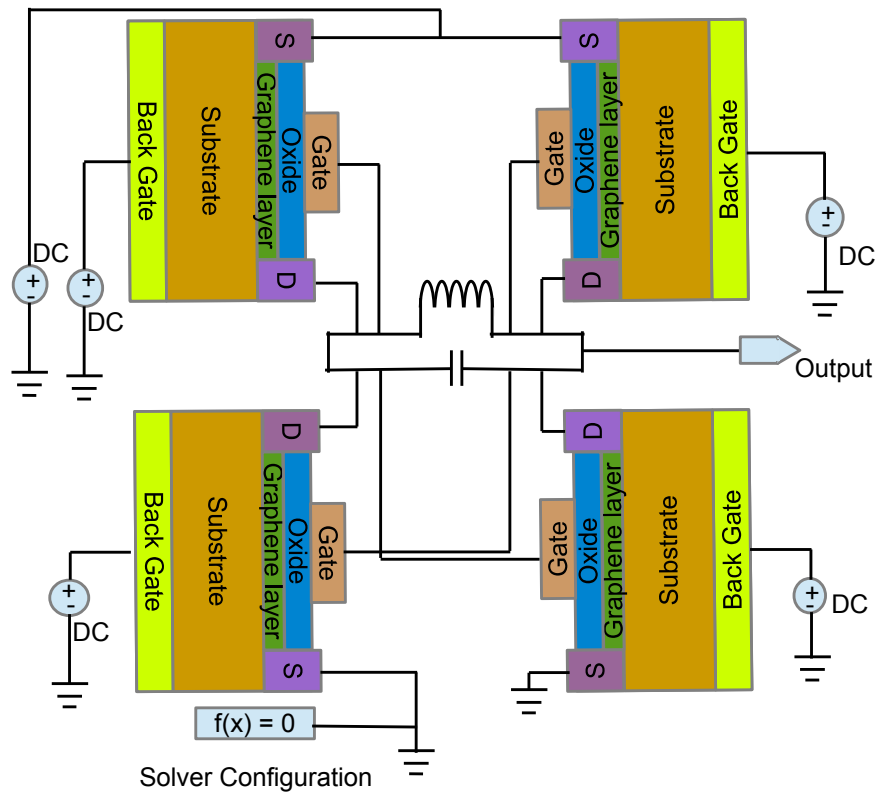 S
Back Gate
Substrate
Graphene layer
Oxide
Gate
D
S
Gate
Oxide
Graphene layer
Substrate
Back Gate
D
DC
+
-
DC
+
-
DC
+
-
Output
D
Back Gate
Substrate
Graphene layer
Oxide
Gate
S
D
Gate
Oxide
Graphene layer
Substrate
Back Gate
S
DC
+
-
DC
+
-
f(x) = 0
Solver Configuration